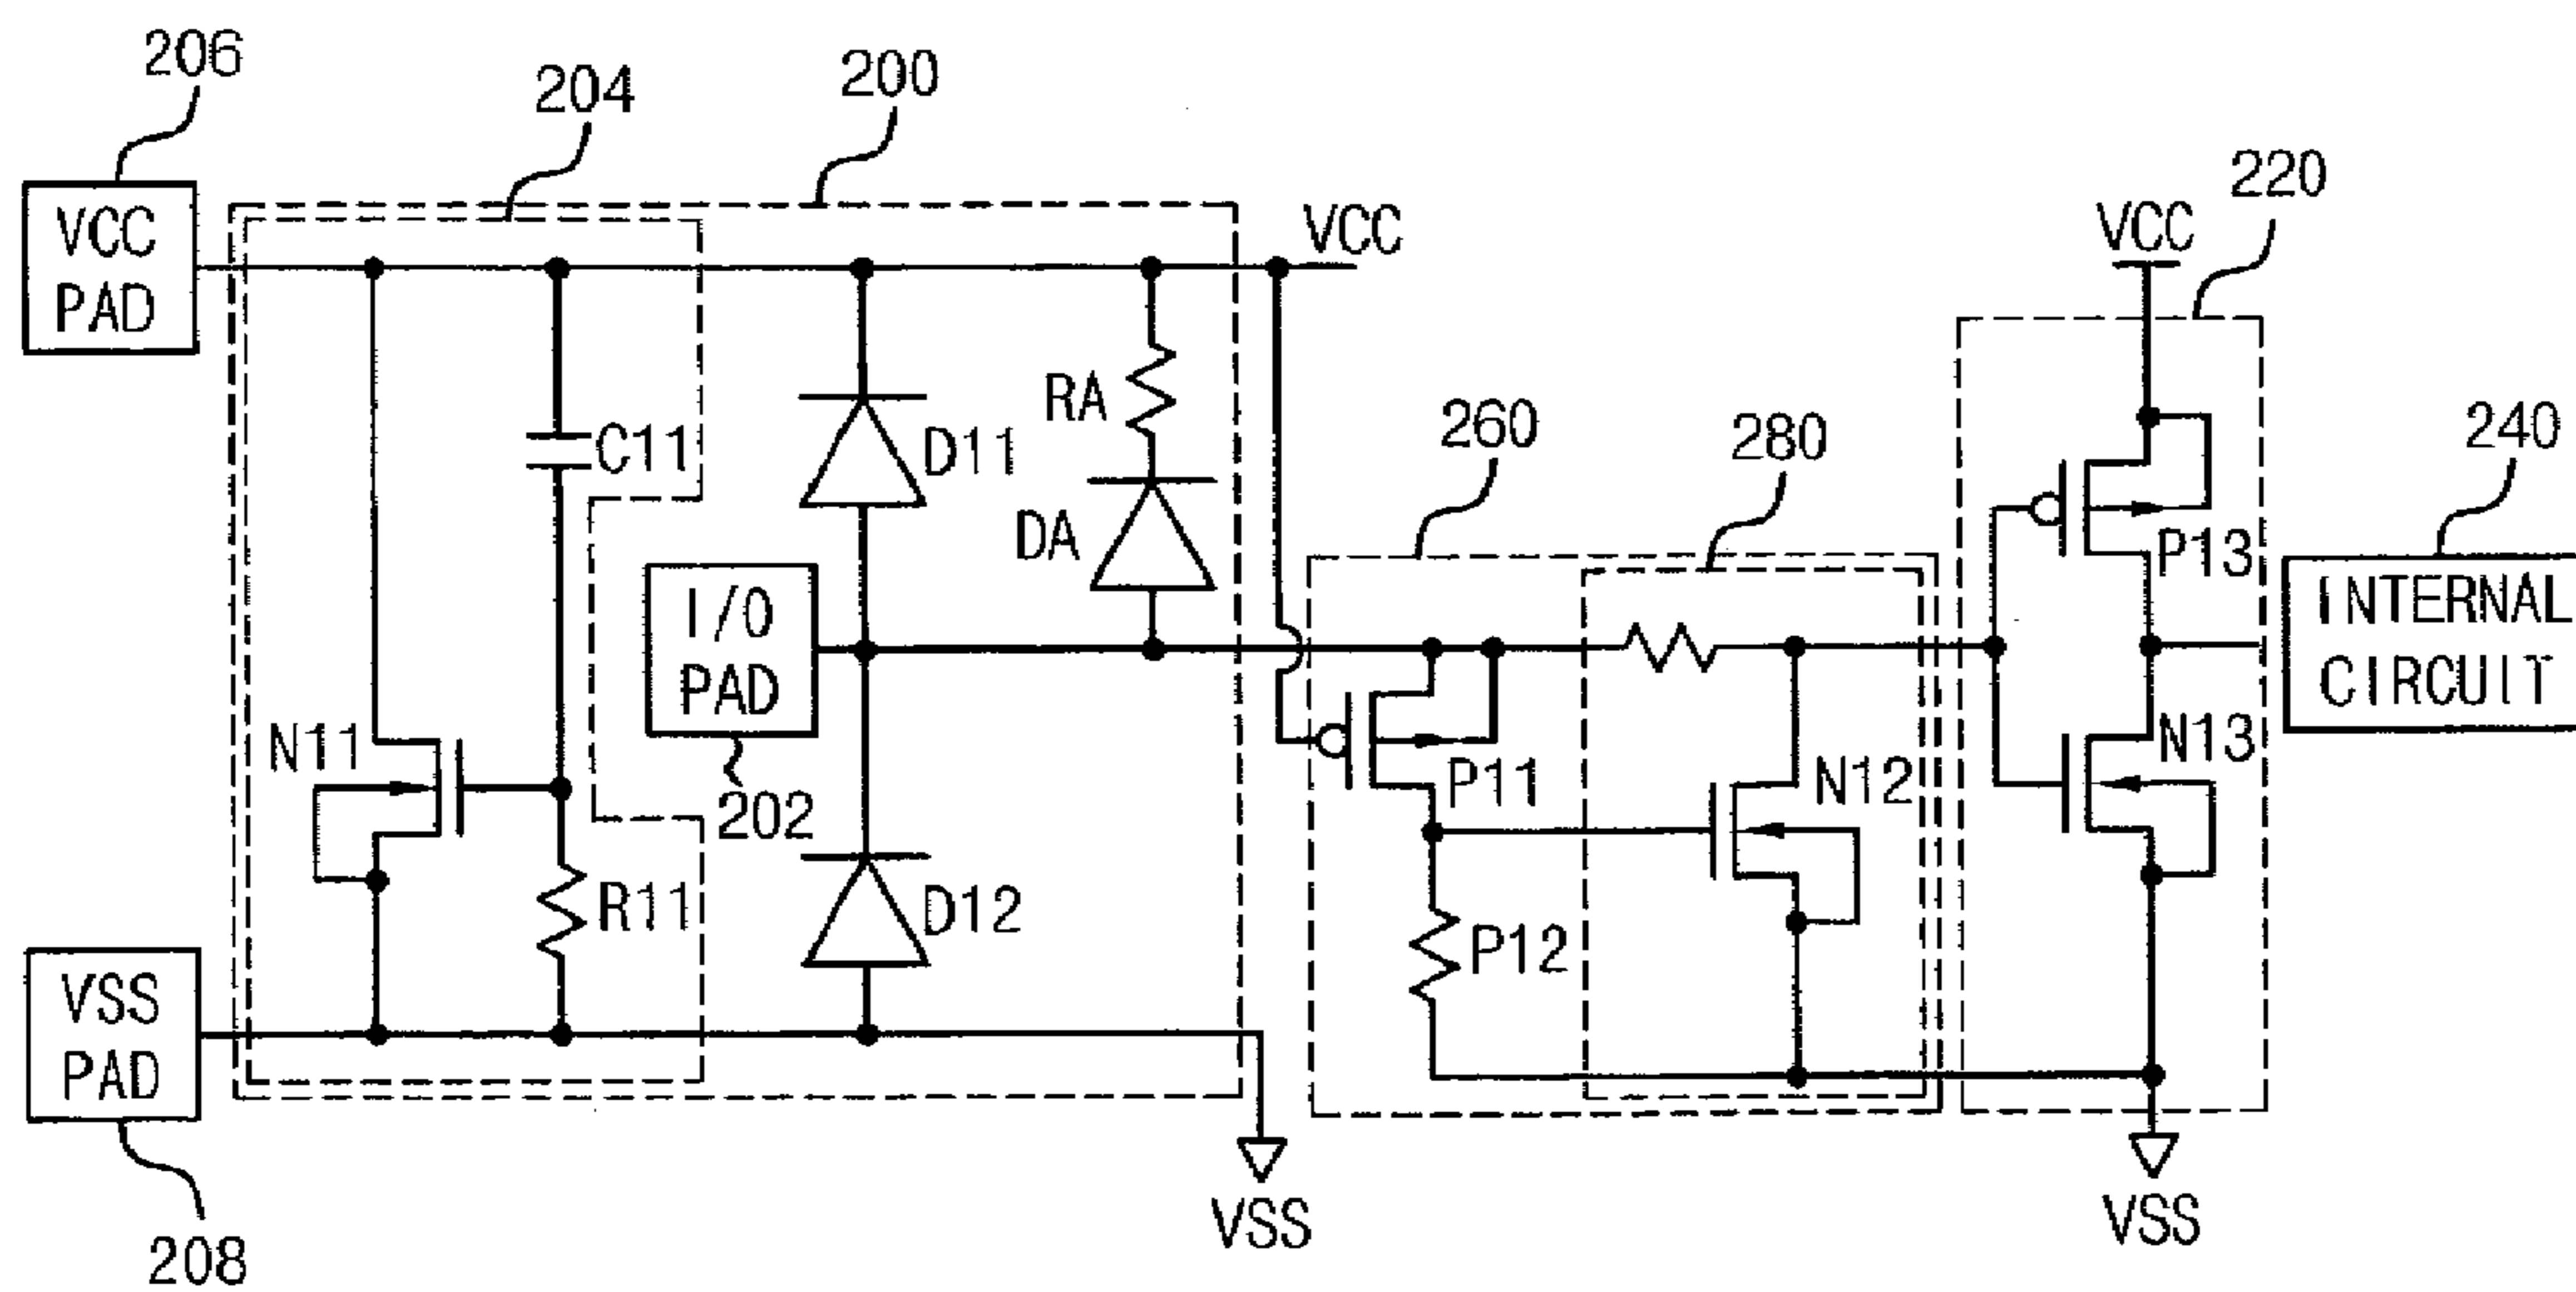 206
204
200
220
VCC
PAD
VCC
VCC
240
260
280
RA
C11
D11
DA
P13
I/O
PAD
INTERNAL
CIRCUIT
N11
P11
N12
N13
202
R11
D12
P12
VSS
PAD
208
VSS
VSS